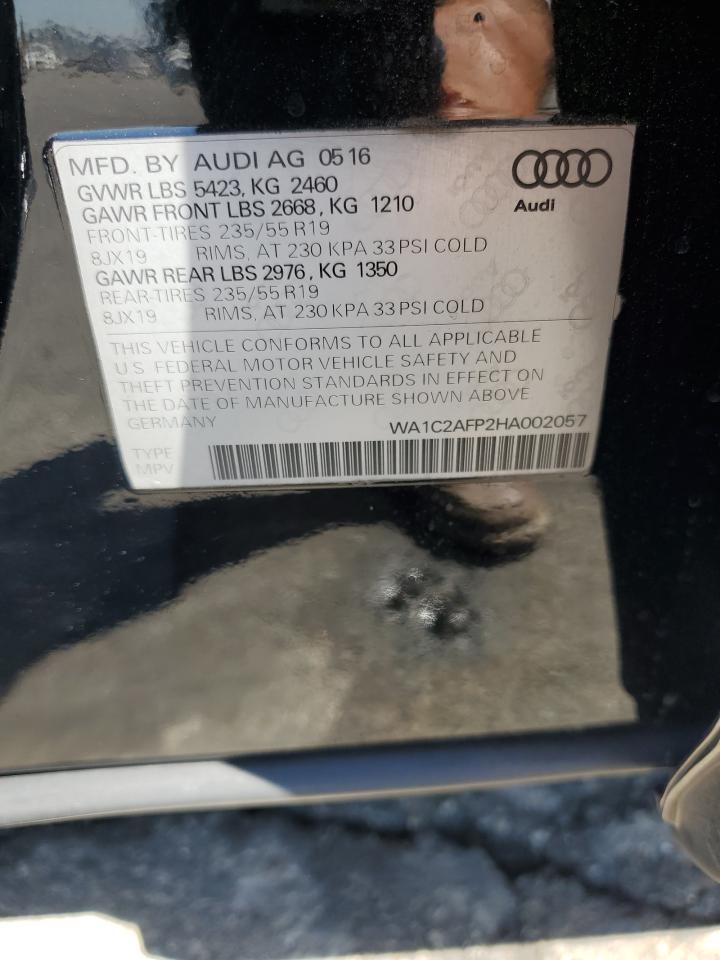 MFD. BY AUDI AG 05 16
GVWR LBS 5423, KG 2460
GAWR FRONT LBS 2668, KG 1210
FRONT-TIRES 235/55 R19
8JX19 RIMS, AT 230 KPA 33 PSI COLD
GAWR REAR LBS 2976, KG 1350
REAR-TIRES 235/55 R19
8JX19 RIMS, AT 230 KPA 33 PSI COLD
Audi
THIS VEHICLE CONFORMS TO ALL APPLICABLE
U.S. FEDERAL MOTOR VEHICLE SAFETY AND
THEFT PREVENTION STANDARDS IN EFFECT ON
THE DATE OF MANUFACTURE SHOWN ABOVE
GERMANY WA1C2AFP2HA002057
TYPE
MPV